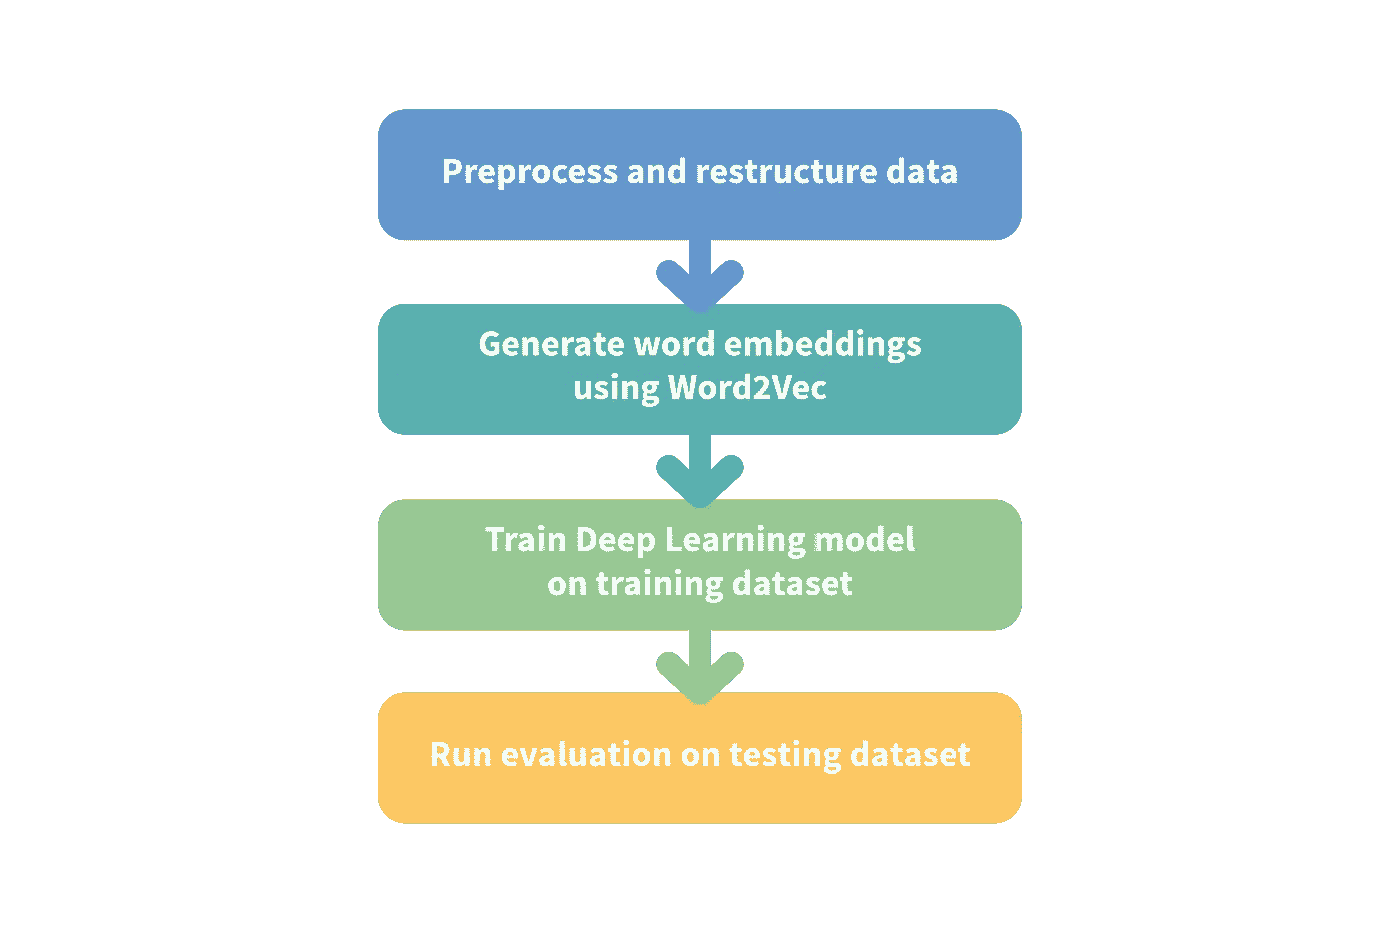 Preprocess and restructure data
Generate word embeddings
using Word2Vec
Train Deep Learning model
on training dataset
Run evaluation on testing dataset